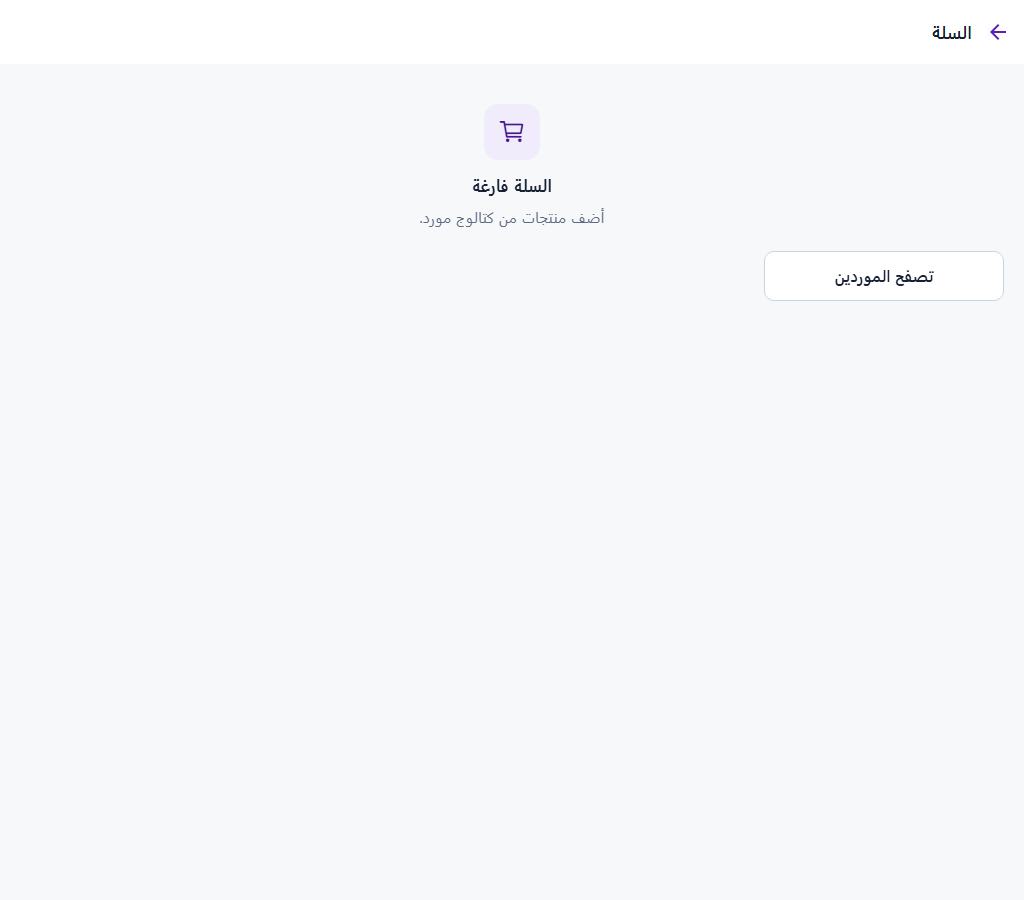 السلة
السلة فارغة
أضف منتجات من كتالوج مورد.
تصفح الموردين